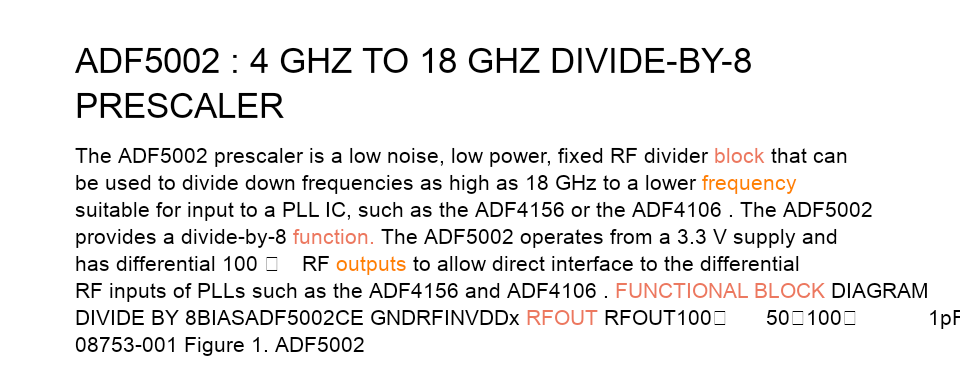 ADF5002 : 4 GHZ TO 18 GHZ DIVIDE-BY-8
PRESCALER
The ADF5002 prescaler is a low noise, low power, fixed RF divider block that can
be used to divide down frequencies as high as 18 GHz to a lower frequency
suitable for input to a PLL IC, such as the ADF4156 or the ADF4106 . The ADF5002
provides a divide-by-8 function. The ADF5002 operates from a 3.3 V supply and
has differential 100 □ RF outputs to allow direct interface to the differential
RF inputs of PLLs such as the ADF4156 and ADF4106 . FUNCTIONAL BLOCK DIAGRAM
DIVIDE BY 8BIASADF5002CE GNDRFINVDDx RFOUT RFOUT100□ 50□100□ 1pF
08753-001 Figure 1. ADF5002